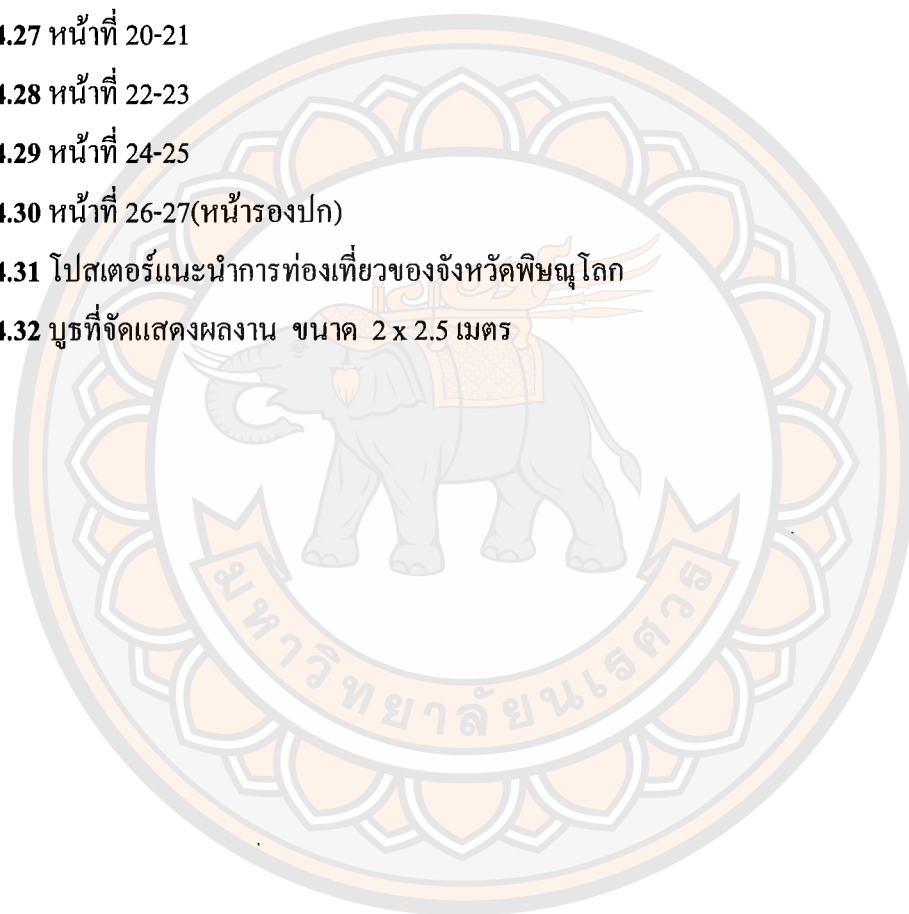 4.27 หน้าที่ 20-21
4.28 หน้าที่ 22-23
4.29 หน้าที่ 24-25
4.30 หน้าที่ 26-27(หน้ารองปก)
4.31 โปสเตอร์แนะนำการท่องเที่ยวของจังหวัดพิษณุโลก
4.32 บูธที่จัดแสดงผลงาน ขนาด 2 x 2.5 เมตร
มหาวิทยาลัยนเรศวร